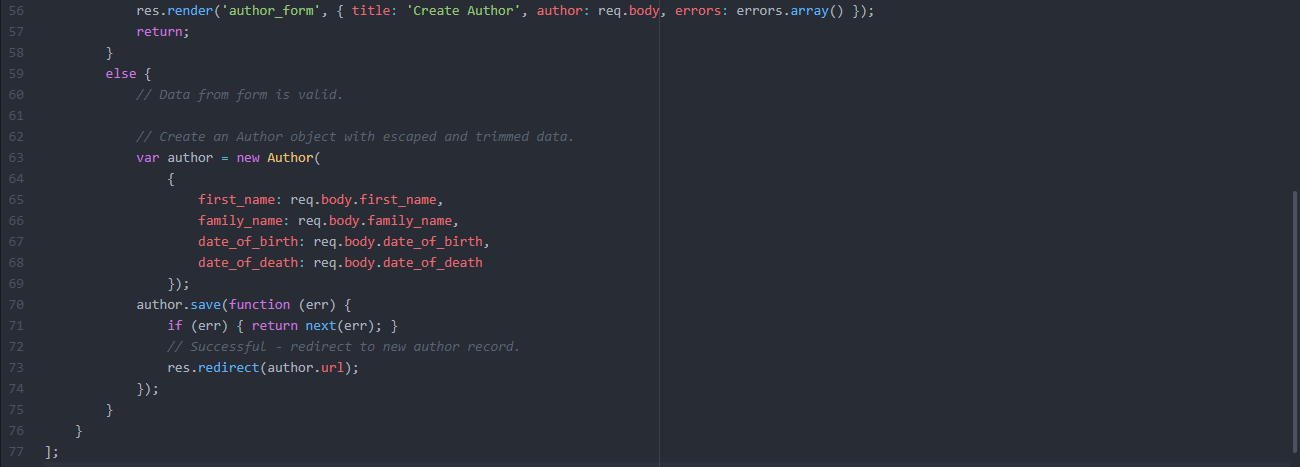 56 res.render('author_form', { title: 'Create Author', author: req.body, errors: errors.array() });
57 return;
58 }
59 else {
60 // Data from form is valid.
61
62 // Create an Author object with escaped and trimmed data.
63 var author = new Author(
64 {
65 first_name: req.body.first_name,
66 family_name: req.body.family_name,
67 date_of_birth: req.body.date_of_birth,
68 date_of_death: req.body.date_of_death
69 });
70 author.save(function (err) {
71 if (err) { return next(err); }
72 // Successful - redirect to new author record.
73 res.redirect(author.url);
74 });
75 }
76 }
77 ];